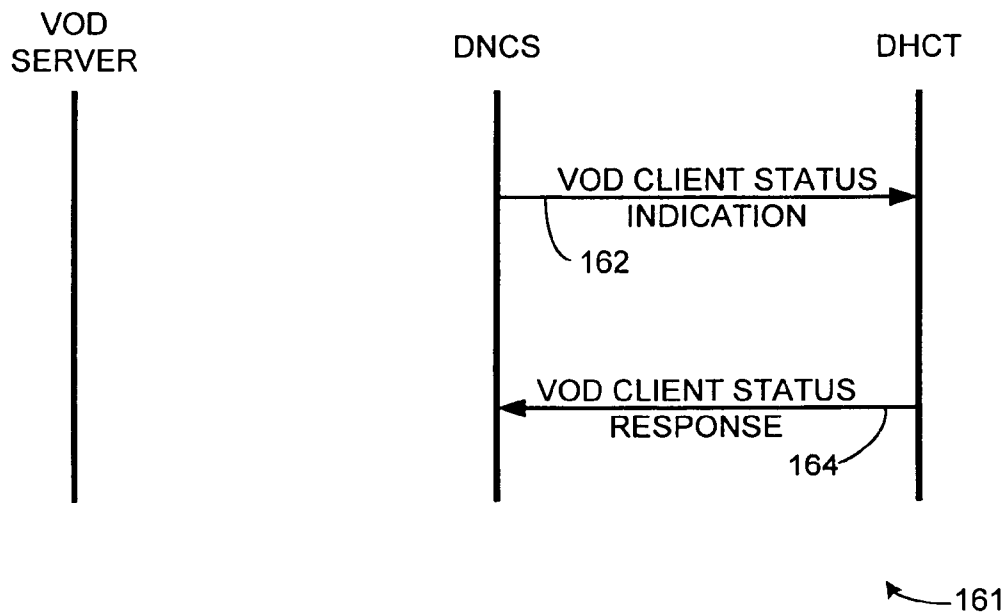 VOD
SERVER
DNCS
DHCT
VOD CLIENT STATUS
INDICATION
162
VOD CLIENT STATUS
RESPONSE
164
161